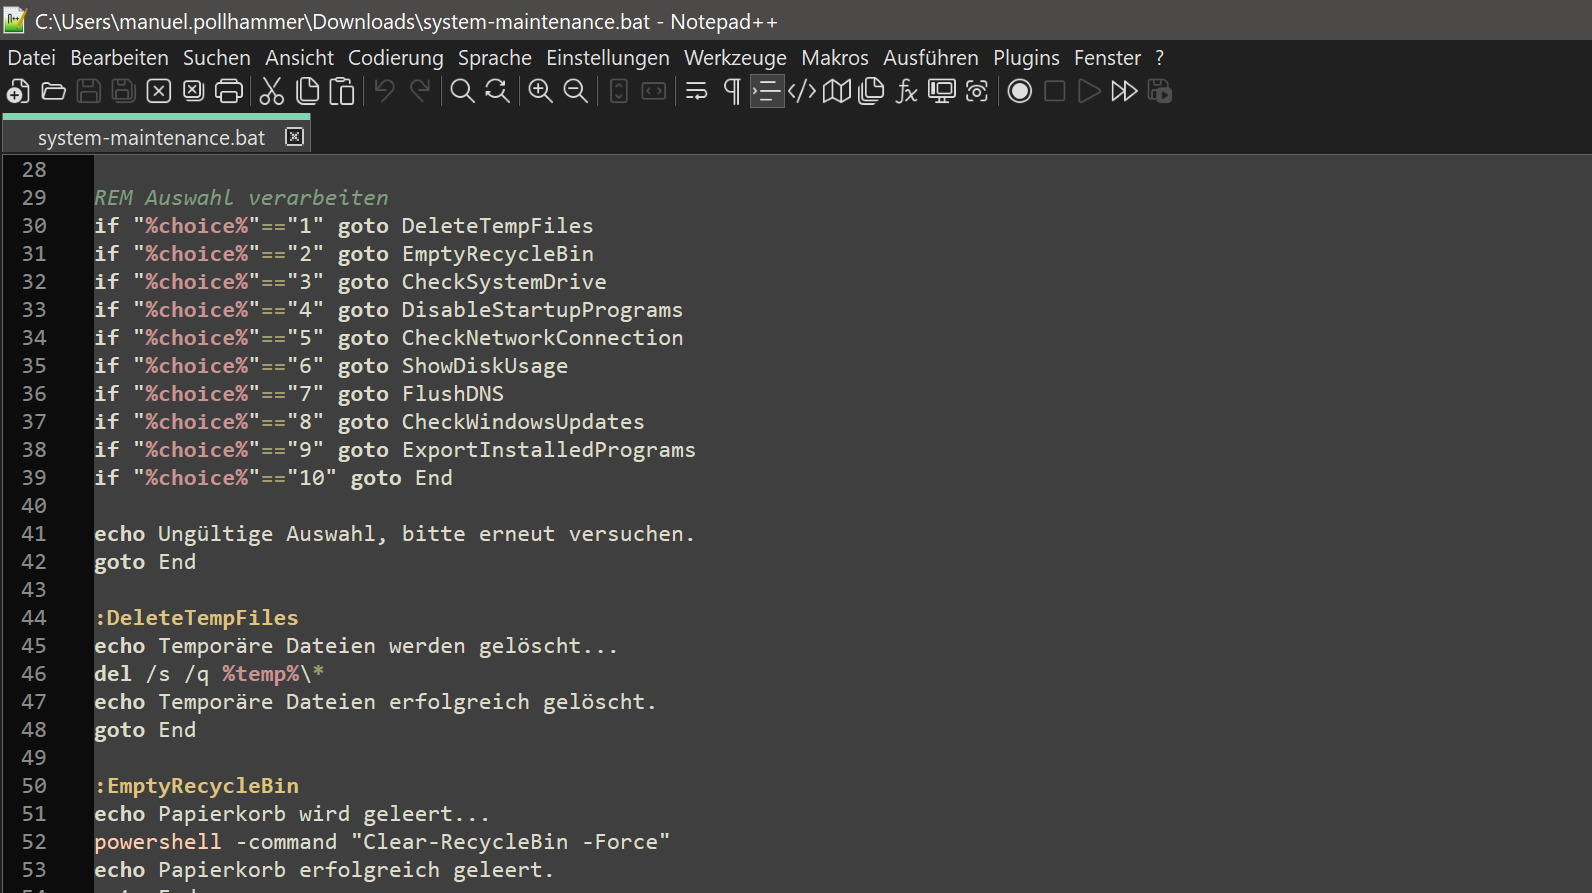 C:\Users\manuel.pollhammer\Downloads\system-maintenance.bat - Notepad++
Datei Bearbeiten Suchen Ansicht Codierung Sprache Einstellungen Werkzeuge Makros Ausführen Plugins Fenster ?
system-maintenance.bat
28
29 REM Auswahl verarbeiten
30 if "%choice%"=="1" goto DeleteTempFiles
31 if "%choice%"=="2" goto EmptyRecycleBin
32 if "%choice%"=="3" goto CheckSystemDrive
33 if "%choice%"=="4" goto DisableStartupPrograms
34 if "%choice%"=="5" goto CheckNetworkConnection
35 if "%choice%"=="6" goto ShowDiskUsage
36 if "%choice%"=="7" goto FlushDNS
37 if "%choice%"=="8" goto CheckWindowsUpdates
38 if "%choice%"=="9" goto ExportInstalledPrograms
39 if "%choice%"=="10" goto End
40
41 echo Ungültige Auswahl, bitte erneut versuchen.
42 goto End
43
44 :DeleteTempFiles
45 echo Temporäre Dateien werden gelöscht...
46 del /s /q %temp%\*
47 echo Temporäre Dateien erfolgreich gelöscht.
48 goto End
49
50 :EmptyRecycleBin
51 echo Papierkorb wird geleert...
52 powershell -command "Clear-RecycleBin -Force"
53 echo Papierkorb erfolgreich geleert.